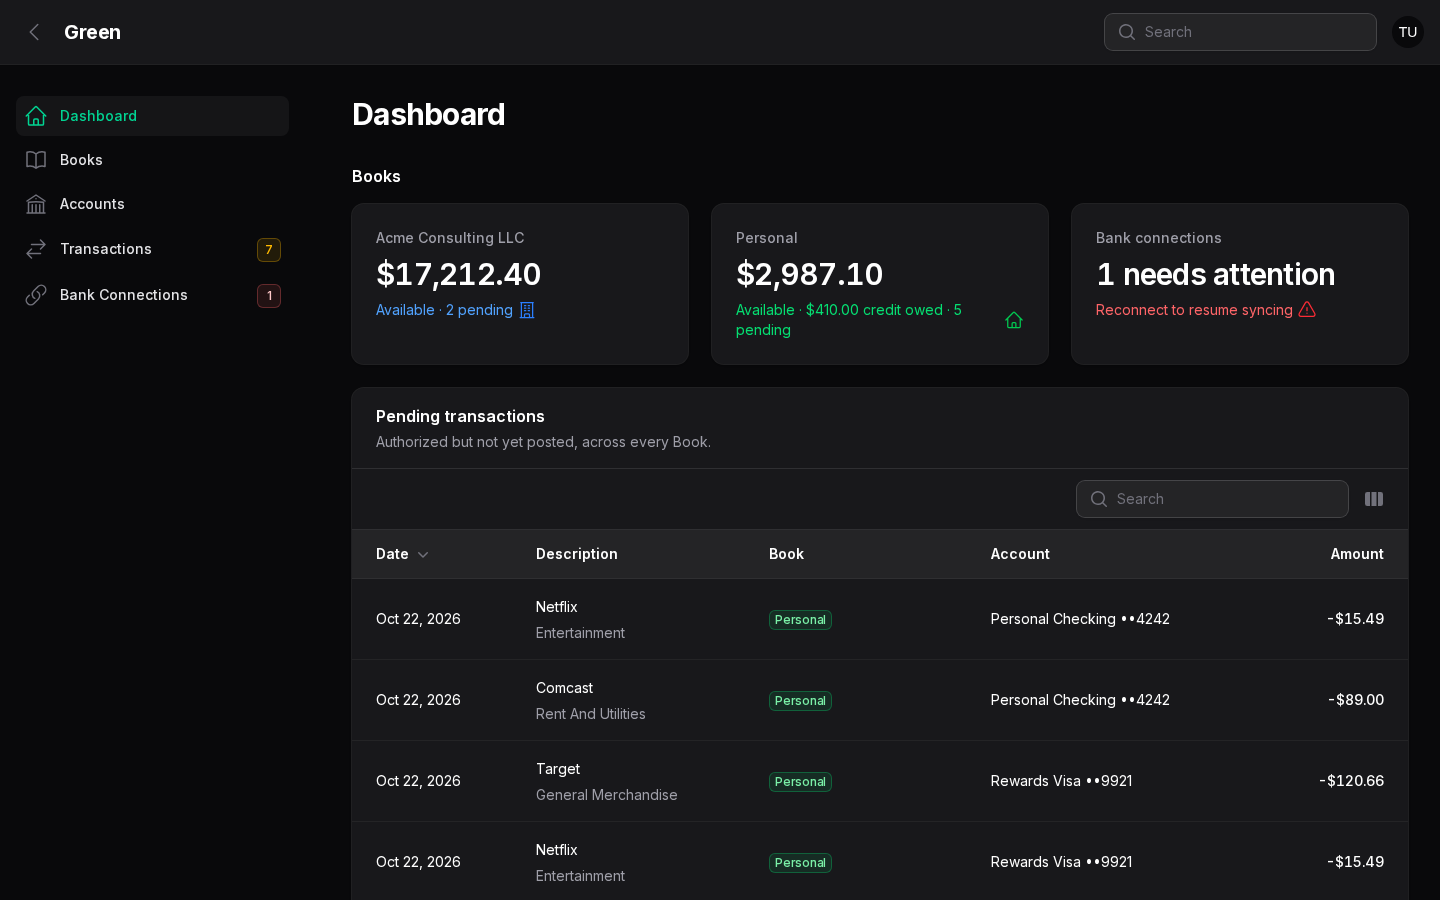 Green
Search
TU
Dashboard
Books
Accounts
Transactions 7
Bank Connections 1
Dashboard
Books
Acme Consulting LLC
$17,212.40
Available · 2 pending
Personal
$2,987.10
Available · $410.00 credit owed · 5
pending
Bank connections
1 needs attention
Reconnect to resume syncing
Pending transactions
Authorized but not yet posted, across every Book.
Search
Date Description Book Account Amount
Oct 22, 2026 Netflix Personal Personal Checking ••4242 -$15.49
Entertainment
Oct 22, 2026 Comcast Personal Personal Checking ••4242 -$89.00
Rent And Utilities
Oct 22, 2026 Target Personal Rewards Visa ••9921 -$120.66
General Merchandise
Oct 22, 2026 Netflix Personal Rewards Visa ••9921 -$15.49
Entertainment